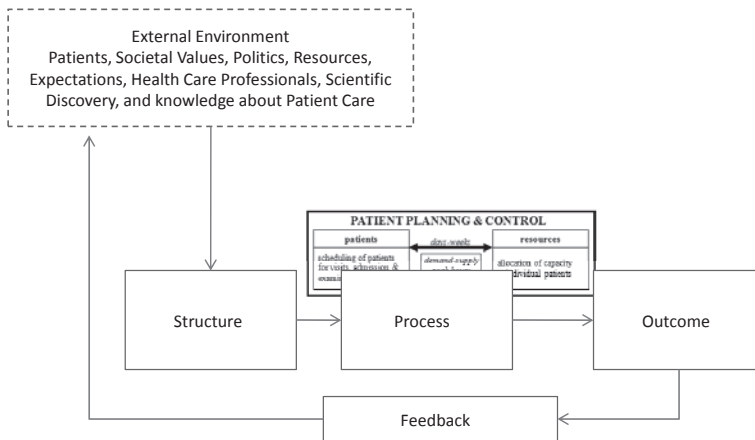 External Environment
Patients, Societal Values, Politics, Resources,
Expectations, Health Care Professionals, Scientific
Discovery, and knowledge about Patient Care
PATIENT PLANNING & CONTROL
patients
days-weeks
resources
scheduling of patients
for visits, admission &
demand-supply
allocation of capacity
individual patients
Structure
Process
Outcome
Feedback